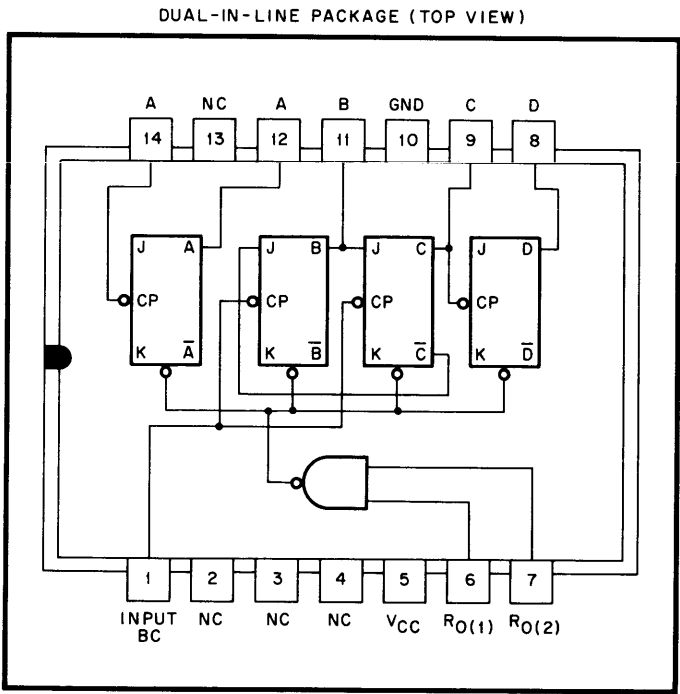 DUAL-IN-LINE PACKAGE (TOP VIEW)
A NC A B GND C D
14 13 12 11 10 9 8
J A J B J C J D
CP CP CP CP
K A̅ K B̅ K C̅ K D̅
1 2 3 4 5 6 7
INPUT BC NC NC NC VCC RO(1) RO(2)